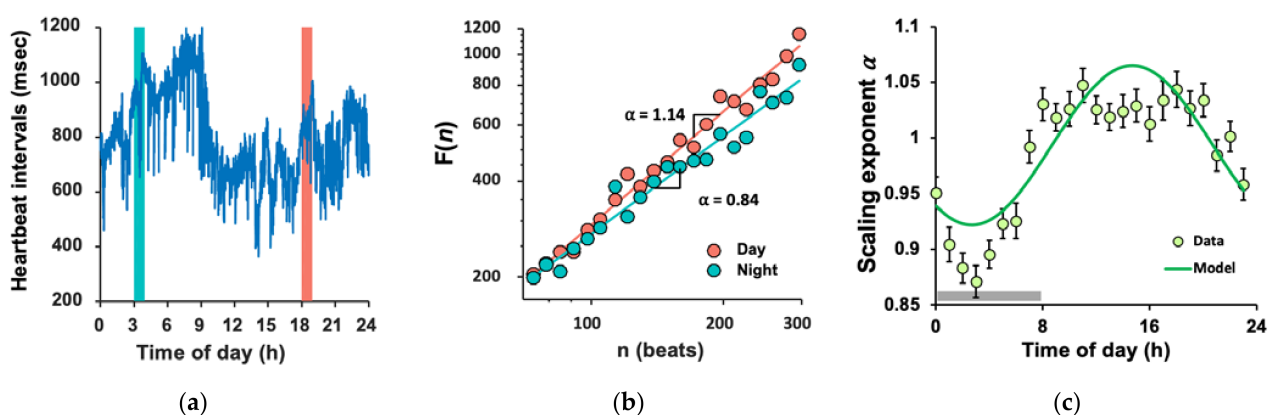 1200
1000
800
600
400
200
Heartbeat intervals (msec)
0 3 6 9 12 15 18 21 24
Time of day (h)
(a)
1200
1000
800
600
400
200
F(n)
α = 1.14
α = 0.84
Day
Night
100 200 300
n (beats)
(b)
1.1
1.05
1
0.95
0.9
0.85
Scaling exponent α
Data
Model
0 8 16 24
Time of day (h)
(c)